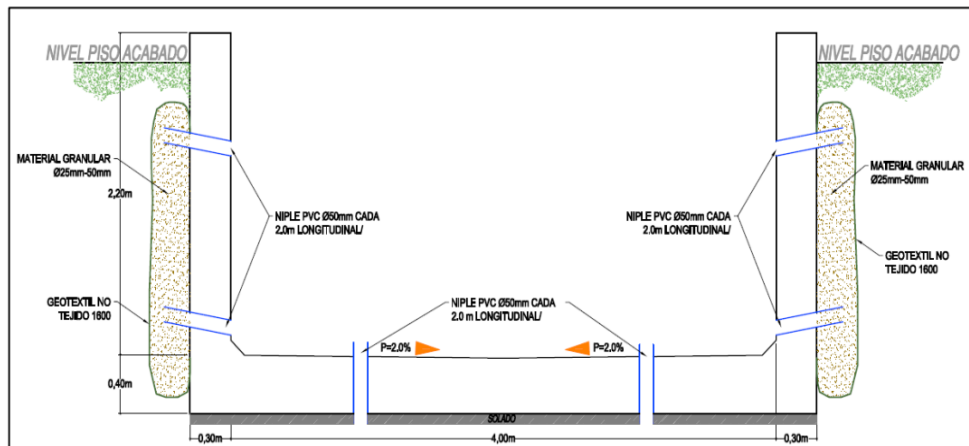 NIVEL PISO ACABADO
NIVEL PISO ACABADO
MATERIAL GRANULAR
Ø25mm-50mm
MATERIAL GRANULAR
Ø25mm-50mm
2,20m
NIPLE PVC Ø50mm CADA
2.0m LONGITUDINAL/
NIPLE PVC Ø50mm CADA
2.0m LONGITUDINAL/
GEOTEXTIL NO
TEJIDO 1600
GEOTEXTIL NO
TEJIDO 1600
NIPLE PVC Ø50mm CADA
2.0 m LONGITUDINAL/
P=2.0%
P=2.0%
0,40m
SOLADO
0,30m
4,00m
0,30m